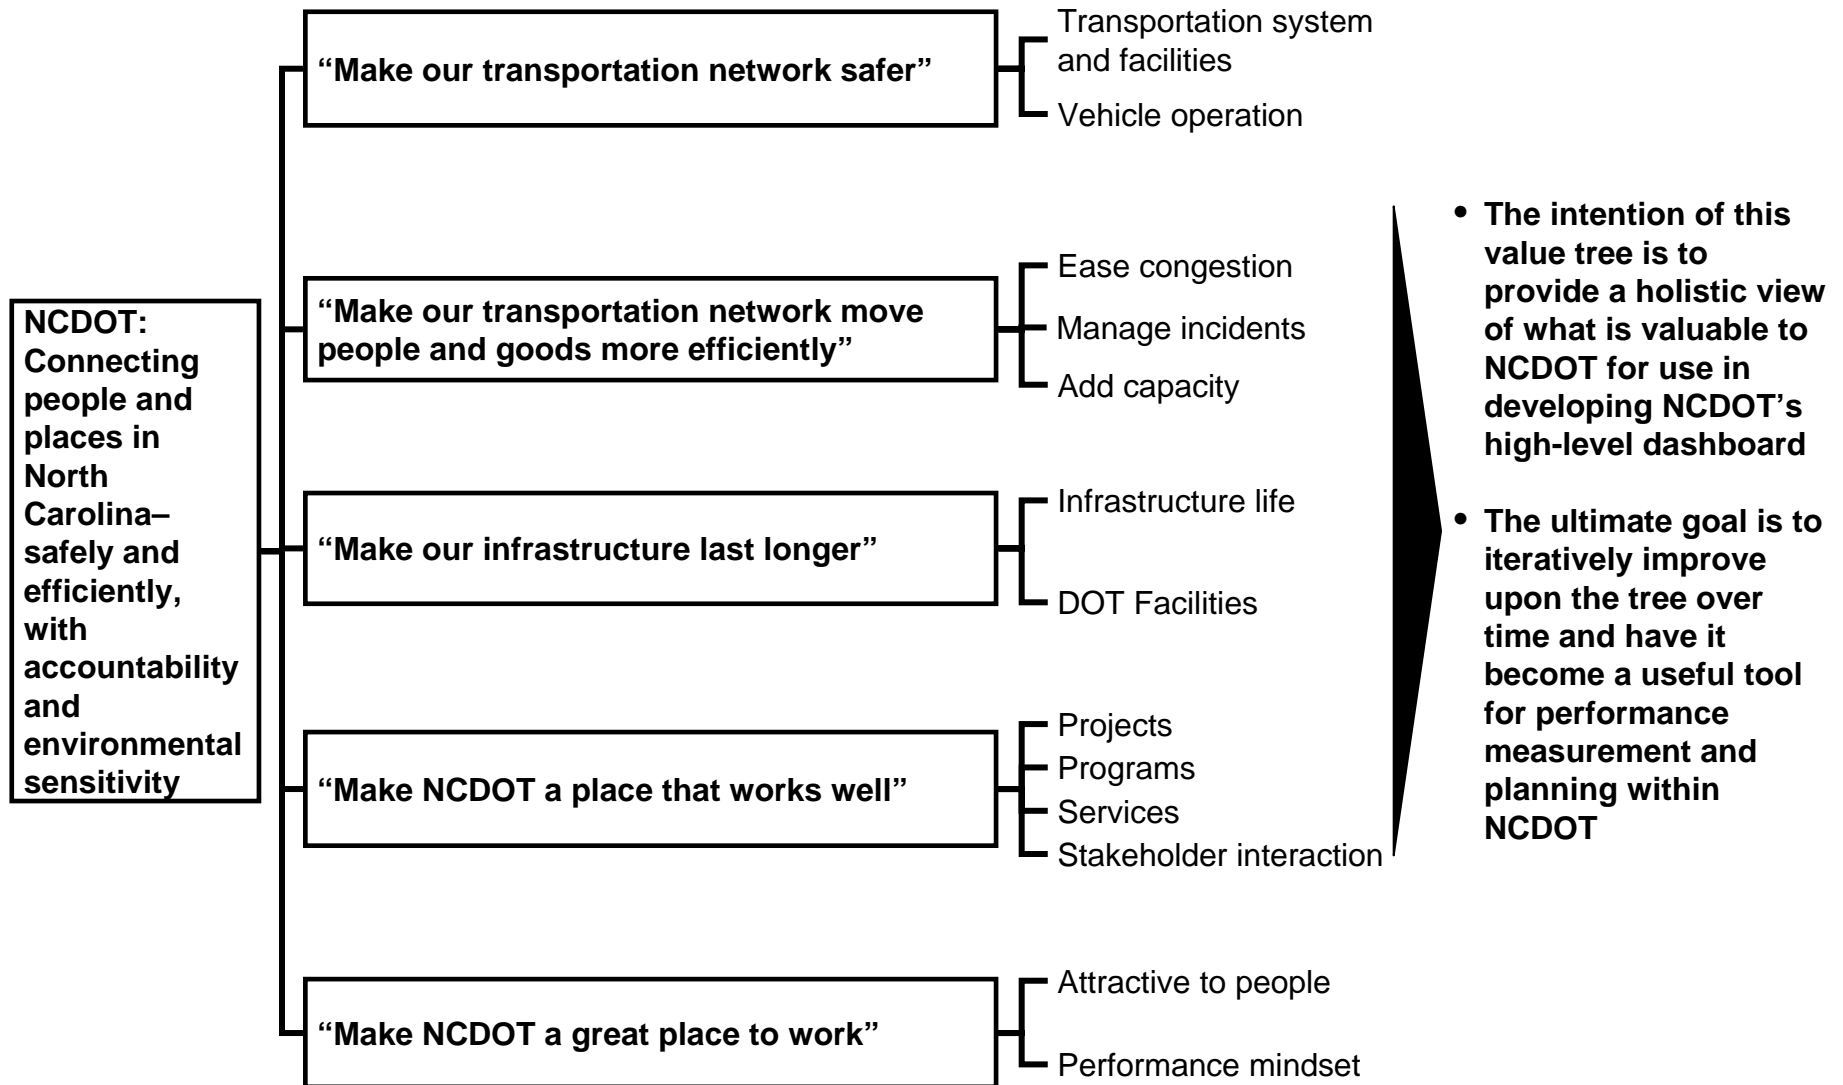 NCDOT:
Connecting
people and
places in
North
Carolina–
safely and
efficiently,
with
accountability
and
environmental
sensitivity
“Make our transportation network safer”
Transportation system
and facilities
Vehicle operation
“Make our transportation network move
people and goods more efficiently”
Ease congestion
Manage incidents
Add capacity
“Make our infrastructure last longer”
Infrastructure life
DOT Facilities
“Make NCDOT a place that works well”
Projects
Programs
Services
Stakeholder interaction
“Make NCDOT a great place to work”
Attractive to people
Performance mindset
• The intention of this
value tree is to
provide a holistic view
of what is valuable to
NCDOT for use in
developing NCDOT’s
high-level dashboard
• The ultimate goal is to
iteratively improve
upon the tree over
time and have it
become a useful tool
for performance
measurement and
planning within
NCDOT